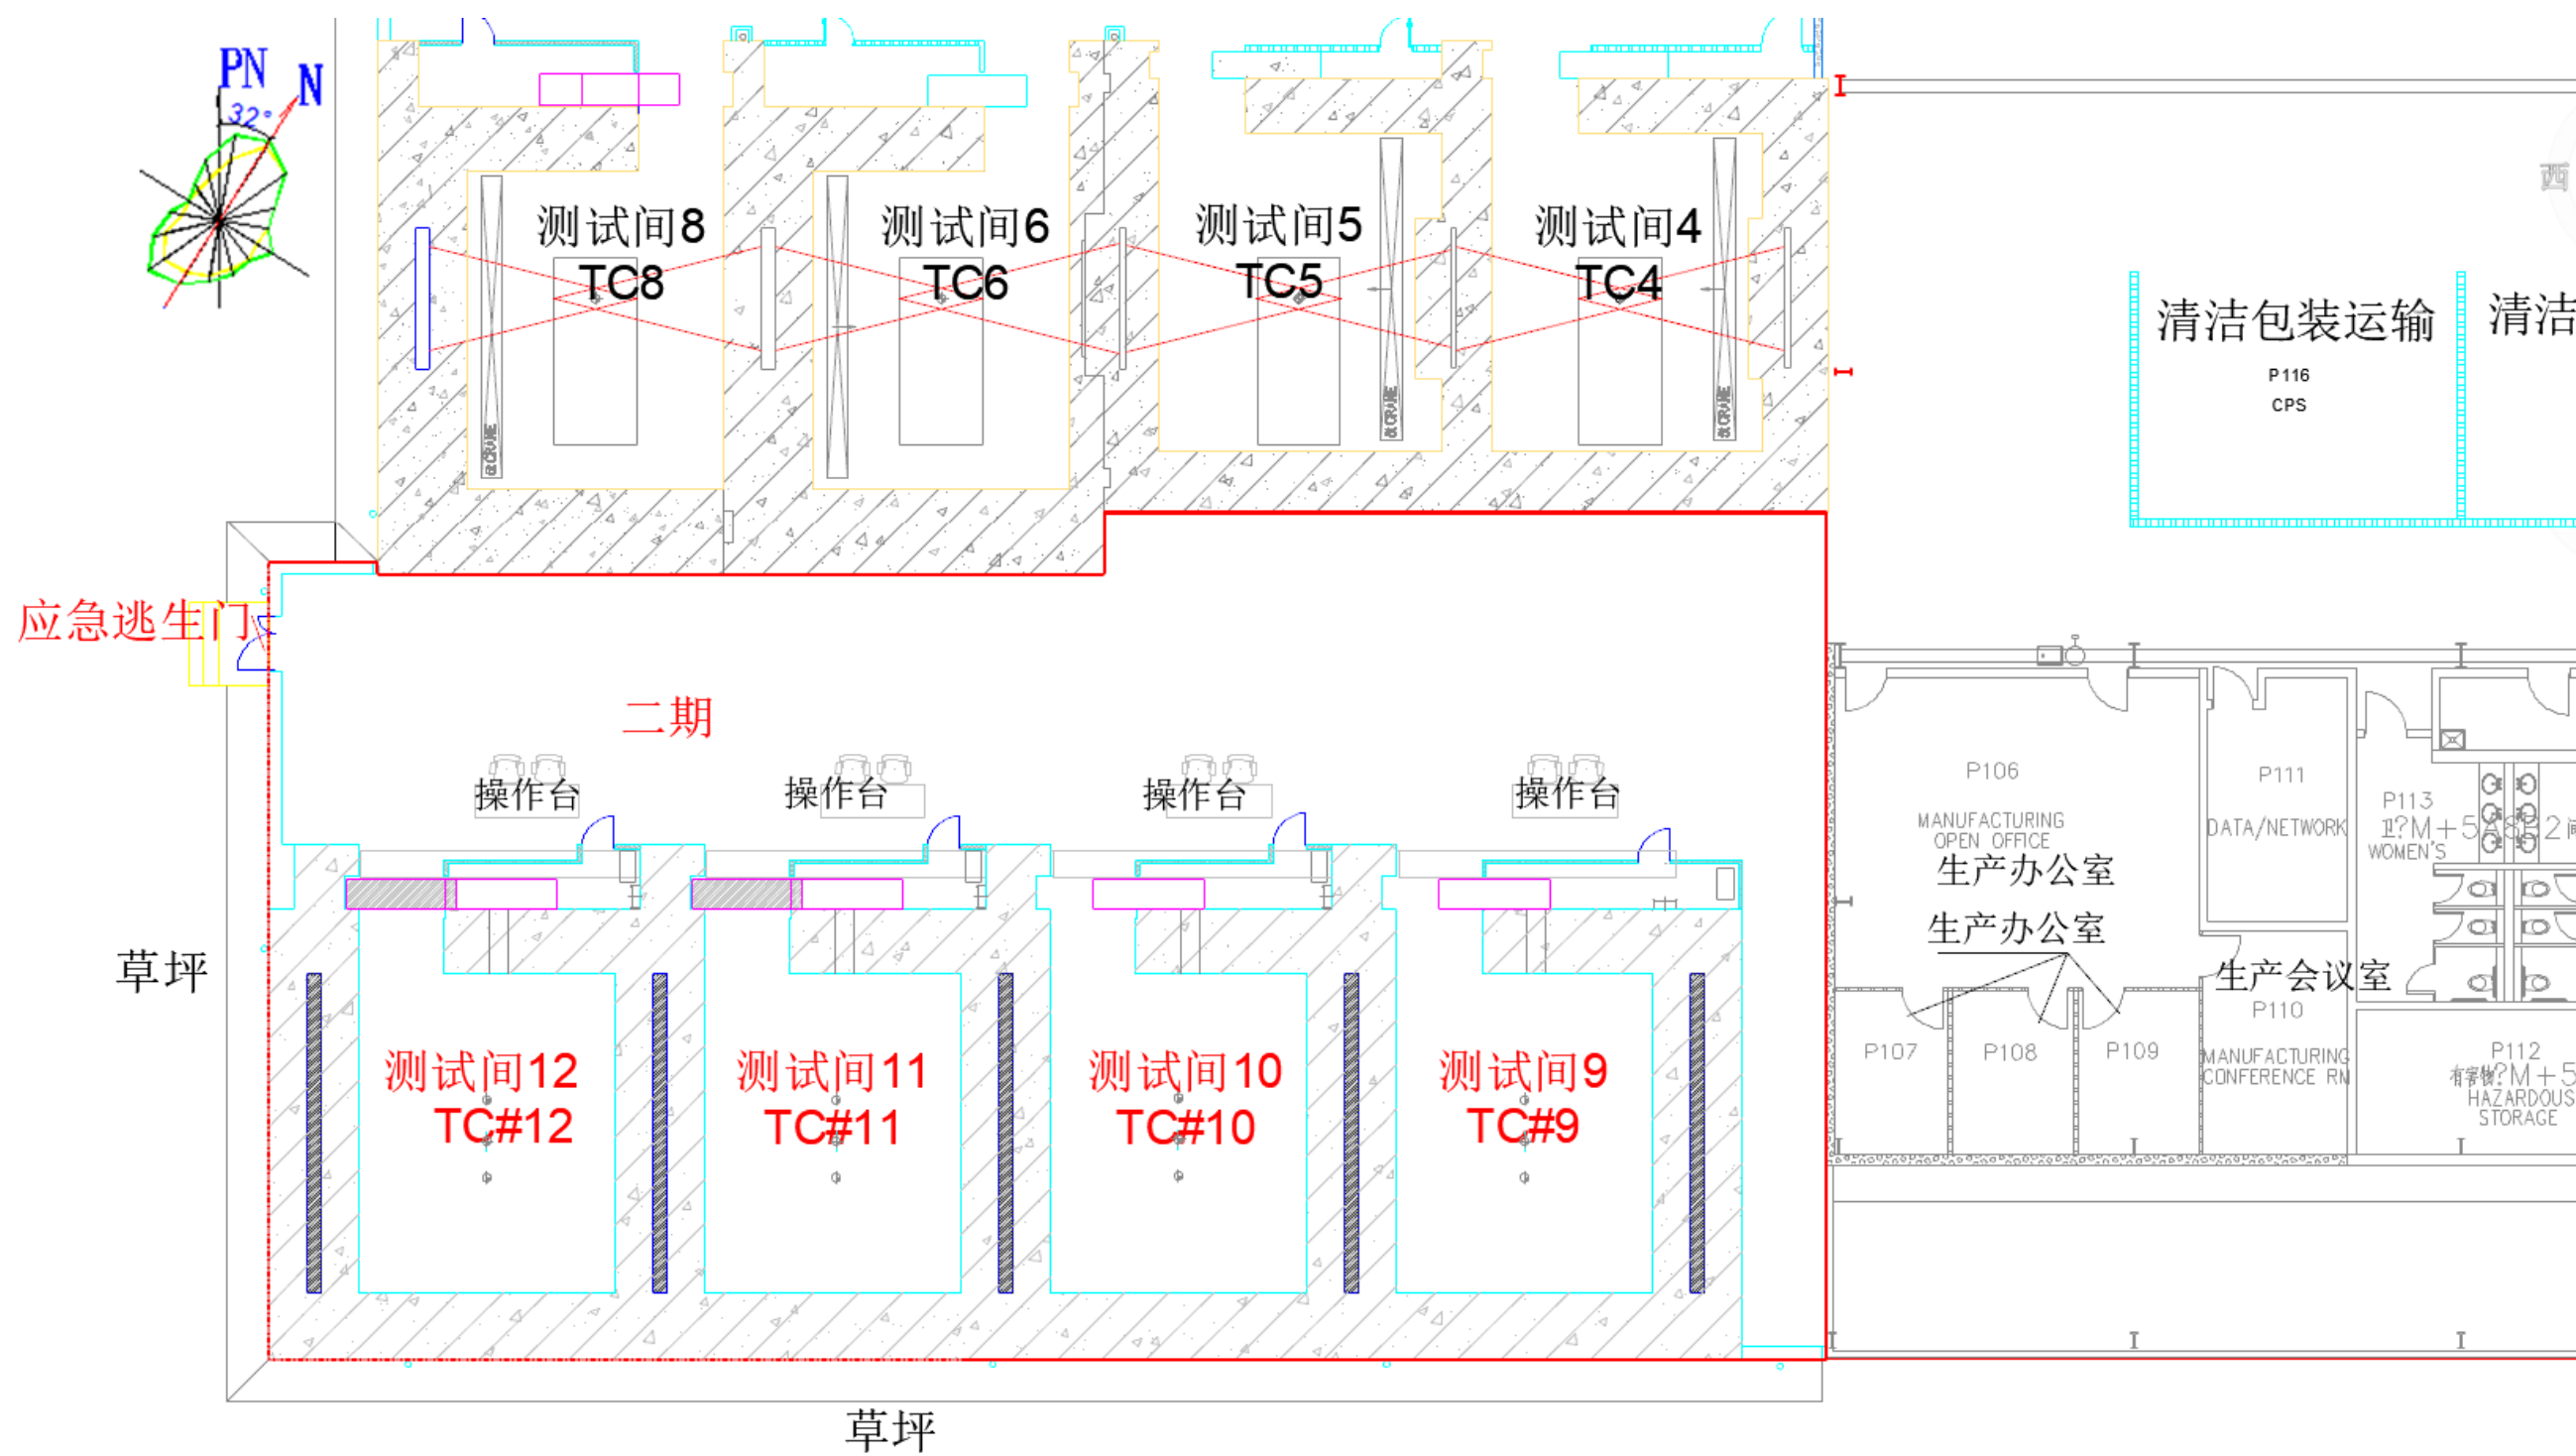 PN
N
32°
测试间8
TC8
测试间6
TC6
测试间5
TC5
测试间4
TC4
西
清洁包装运输
P116
CPS
清洁
应急逃生门
二期
操作台
操作台
操作台
操作台
P106
MANUFACTURING
OPEN OFFICE
生产办公室
生产办公室
P111
DATA/NETWORK
P113
WOMEN'S
生产会议室
P110
MANUFACTURING
CONFERENCE RM
P107
P108
P109
P112
HAZARDOUS
STORAGE
草坪
测试间12
TC#12
测试间11
TC#11
测试间10
TC#10
测试间9
TC#9
草坪